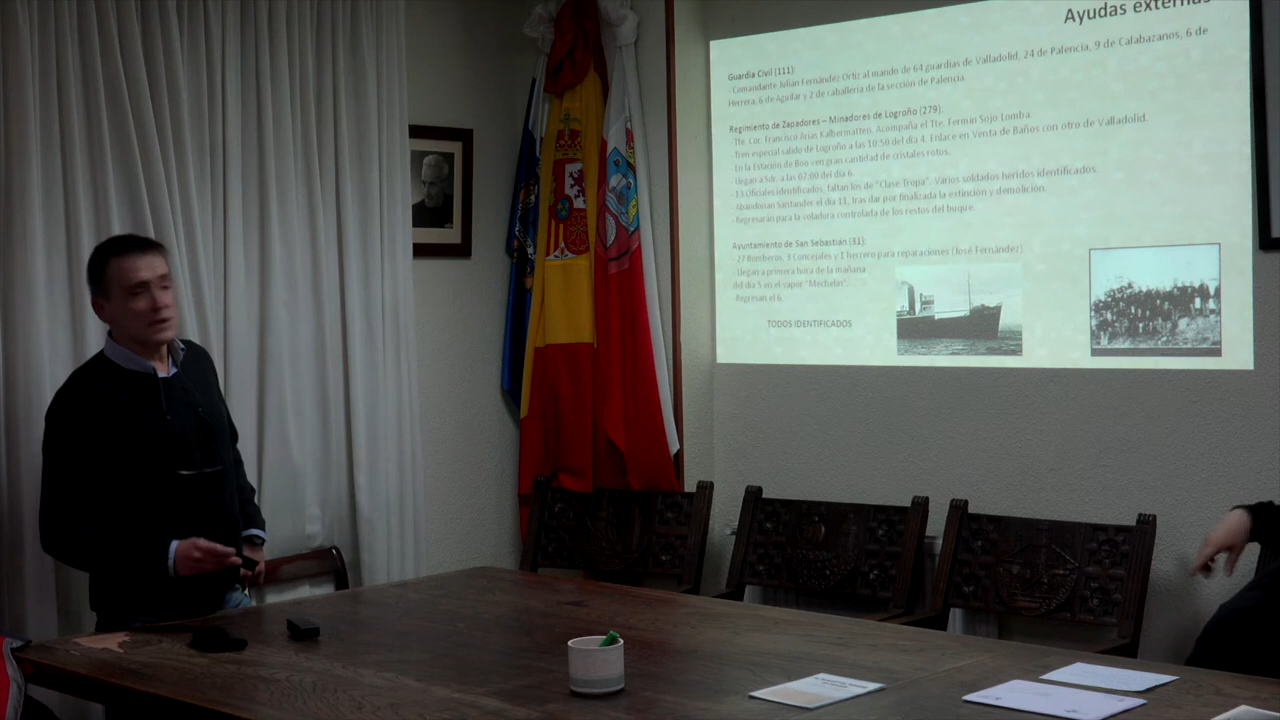 Ayudas externas
Guardia Civil (111):
- Comandante Julián Fernández Ortiz al mando de 64 guardias de Valladolid, 24 de Palencia, 9 de Calabazanos, 6 de
Herrera, 6 de Aguilar y 2 de caballería de la sección de Palencia.
Regimiento de Zapadores – Minadores de Logroño (279):
- Tte. Cor. Francisco Arias Kalbermatten. Acompaña el Tte. Fermín Sojo Lomba.
- Tren especial salido de Logroño a las 10:50 del día 4. Enlace en Venta de Baños con otro de Valladolid.
- En la Estación de Boo ven gran cantidad de cristales rotos.
- Llegan a Sdr. a las 07:00 del día 6.
- 13 Oficiales identificados, faltan los de "Clase Tropa". Varios soldados heridos identificados.
- Abandonan Santander el día 11, tras dar por finalizada la extinción y demolición.
- Regresarán para la voladura controlada de los restos del buque.
Ayuntamiento de San Sebastián (31):
- 27 Bomberos, 3 Concejales y 1 herrero para reparaciones (José Fernández)
- Llegan a primera hora de la mañana
del día 5 en el vapor "Mechelín".
- Regresan el 6.
TODOS IDENTIFICADOS